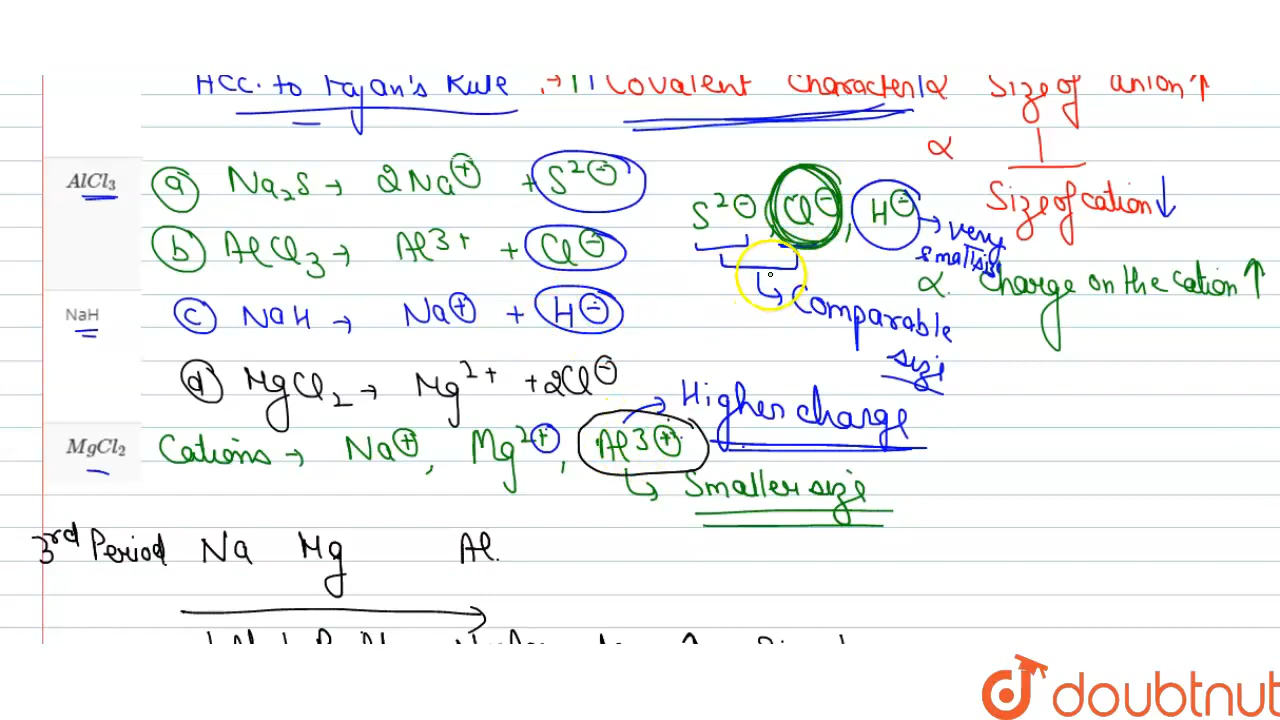 Acc. to Fajan's Rule → Covalent Character ∝ Size of anion ↑
∝ 1
Size of cation ↓
AlCl₃
ⓐ Na₂S → 2Na⊕ + S²⊖
S²⊖, Cl⊖, H⊖ → very
small size
ⓑ AlCl₃ → Al³⁺ + Cl⊖
∝ Charge on the cation ↑
NaH
ⓒ NaH → Na⊕ + H⊖
Comparable
size
ⓓ MgCl₂ → Mg²⁺ + 2Cl⊖
Higher charge
MgCl₂
Cations → Na⊕, Mg²⊕, Al³⊕
Smaller size
3rd Period Na Mg Al
doubtnut